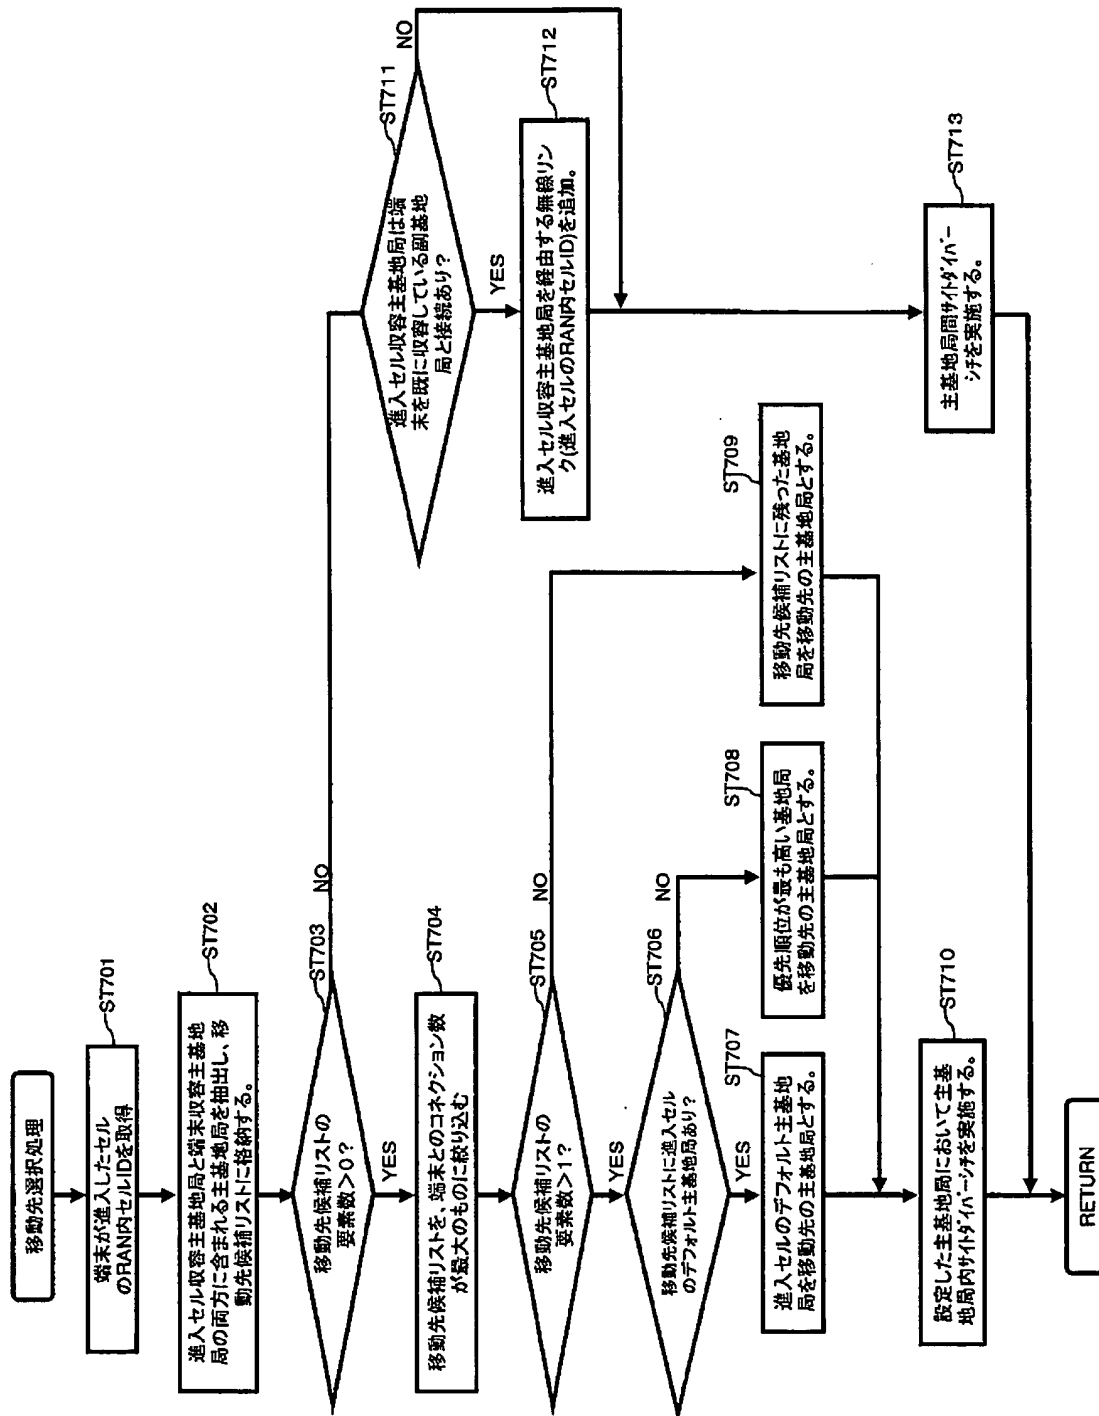 移動先選択処理
ST701
端末が進入したセル
のRAN内セルIDを取得
ST702
進入セル収容主基地局と端末収容主基地
局の両方に含まれる主基地局を抽出し、移
動先候補リストに格納する。
ST703
移動先候補リストの
要素数>0?
NO
YES
ST704
移動先候補リストを、端末とのコネクション数
が最大のものに絞り込む
ST705
移動先候補リストの
要素数>1?
NO
YES
ST706
移動先候補リストに進入セル
のデフォルト主基地局あり?
NO
YES
ST707
進入セルのデフォルト主基地
局を移動先の主基地局とする。
ST708
優先順位が最も高い基地局
を移動先の主基地局とする。
ST709
移動先候補リストに残った基地
局を移動先の主基地局とする。
ST710
設定した主基地局において主基
地局内サイトダイバーシチを実施する。
ST711
進入セル収容主基地局は端
末を既に収容している副基地
局と接続あり?
NO
YES
ST712
進入セル収容主基地局を経由する無線リン
ク(進入セルのRAN内セルID)を追加。
ST713
主基地局間サイトダイバー
シチを実施する。
RETURN